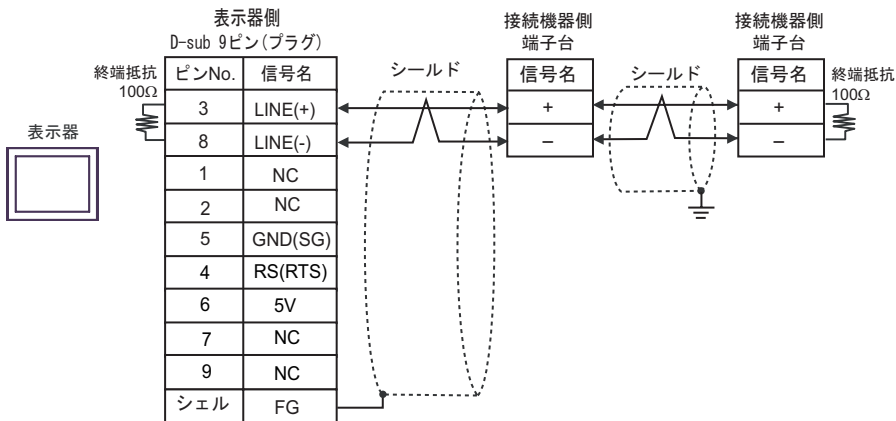 表示器側
D-sub 9ピン(プラグ)
接続機器側
端子台
接続機器側
端子台
終端抵抗
100Ω
ピンNo. 信号名
シールド
信号名
シールド
信号名
終端抵抗
100Ω
3 LINE(+)
+
+
表示器
8 LINE(-)
−
−
1 NC
2 NC
5 GND(SG)
4 RS(RTS)
6 5V
7 NC
9 NC
シェル FG